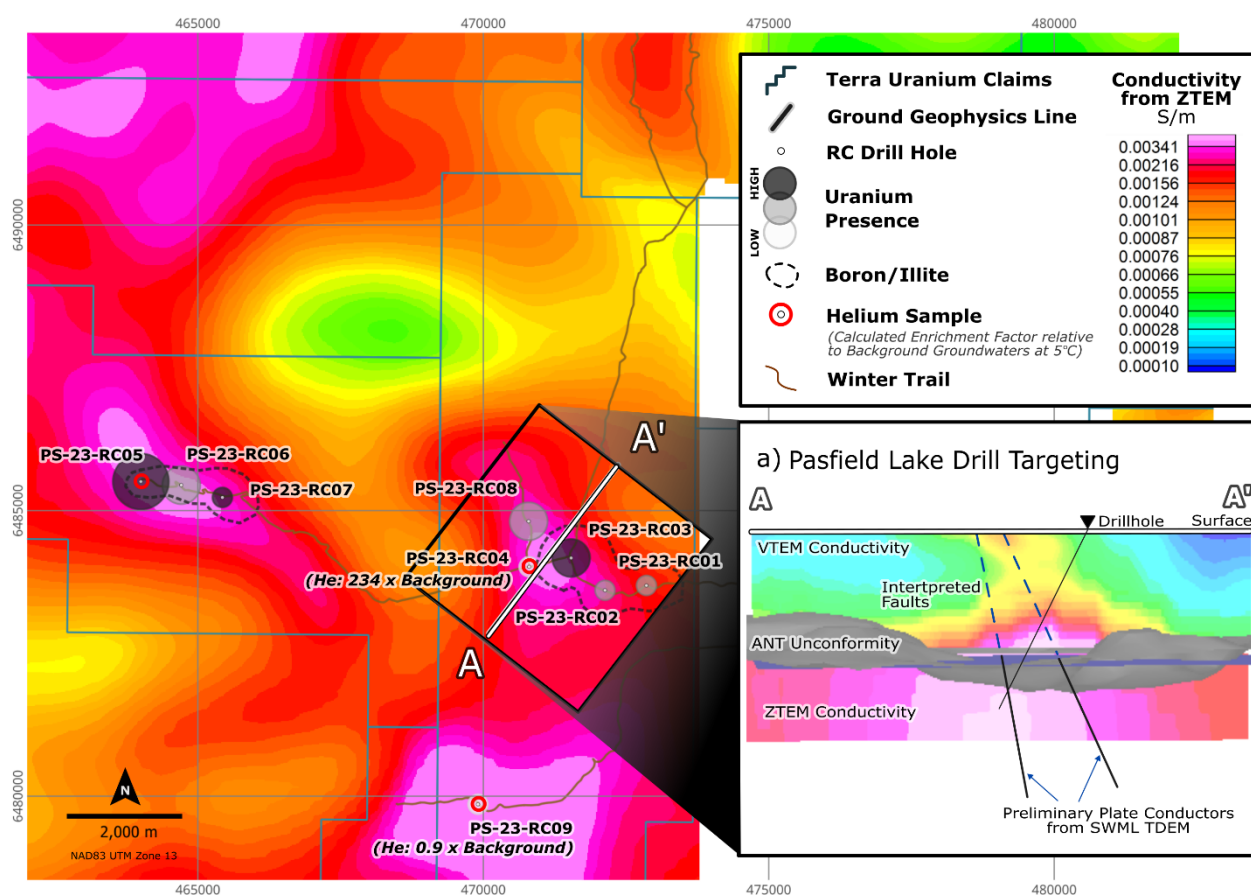 465000
470000
475000
480000
6490000
6485000
6480000
Terra Uranium Claims
Ground Geophysics Line
RC Drill Hole
HIGH
LOW
Uranium
Presence
Boron/Illite
Helium Sample
(Calculated Enrichment Factor relative
to Background Groundwaters at 5°C)
Winter Trail
Conductivity
from ZTEM
S/m
0.00341
0.00216
0.00156
0.00124
0.00101
0.00087
0.00076
0.00066
0.00055
0.00040
0.00028
0.00019
0.00010
PS-23-RC05
PS-23-RC06
PS-23-RC07
A'
PS-23-RC08
PS-23-RC03
PS-23-RC04
(He: 234 x Background)
PS-23-RC01
PS-23-RC02
A
PS-23-RC09
(He: 0.9 x Background)
N
2,000 m
NAD83 UTM Zone 13
a) Pasfield Lake Drill Targeting
A
A'
Drillhole
Surface
VTEM Conductivity
Intertpreted
Faults
ANT Unconformity
ZTEM Conductivity
Preliminary Plate Conductors
from SWML TDEM
465000
470000
475000
480000